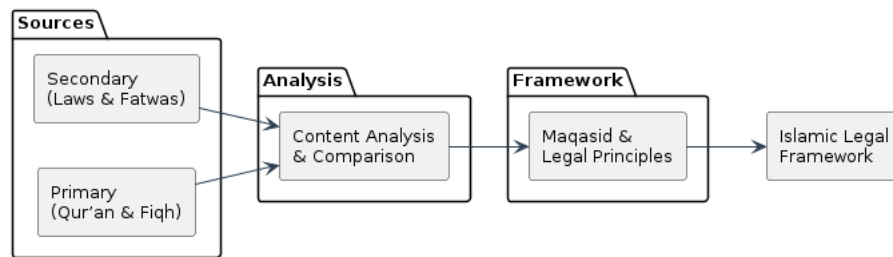 Sources
Secondary
(Laws & Fatwas)
Primary
(Qur’an & Fiqh)
Analysis
Content Analysis
& Comparison
Framework
Maqasid &
Legal Principles
Islamic Legal
Framework